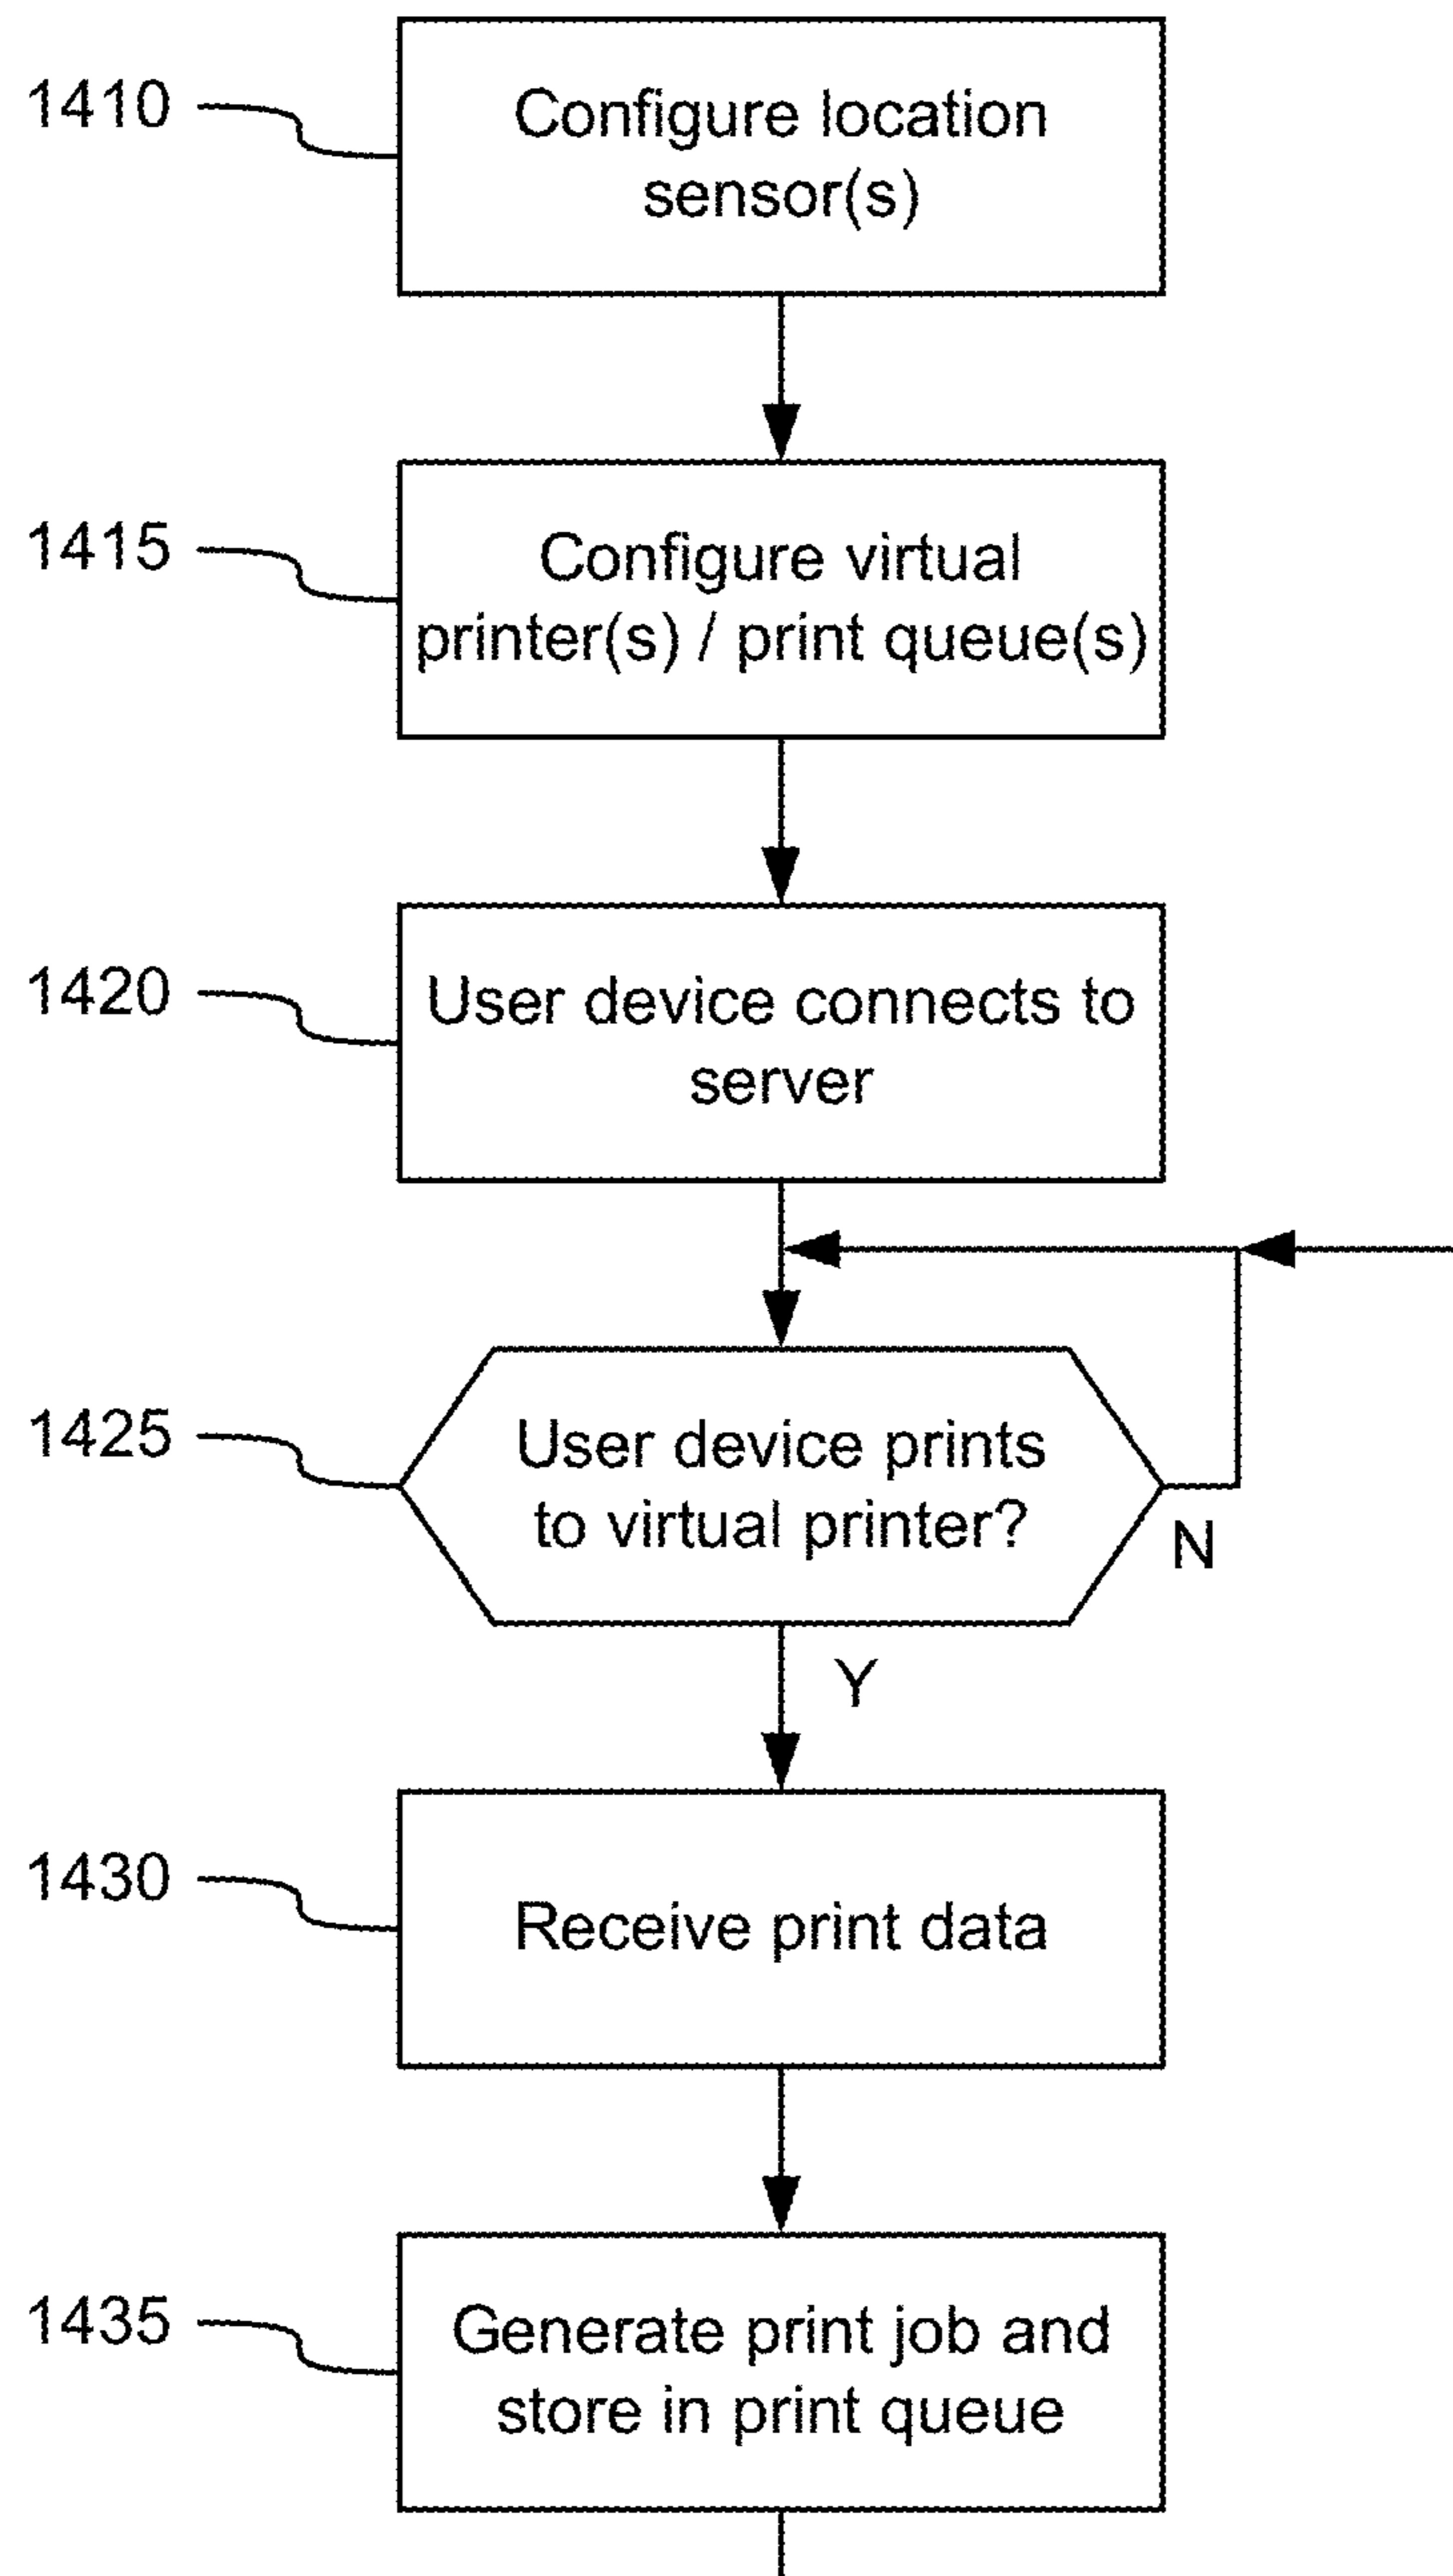 1410
Configure location
sensor(s)
1415
Configure virtual
printer(s) / print queue(s)
1420
User device connects to
server
1425
User device prints
to virtual printer?
N
Y
1430
Receive print data
1435
Generate print job and
store in print queue